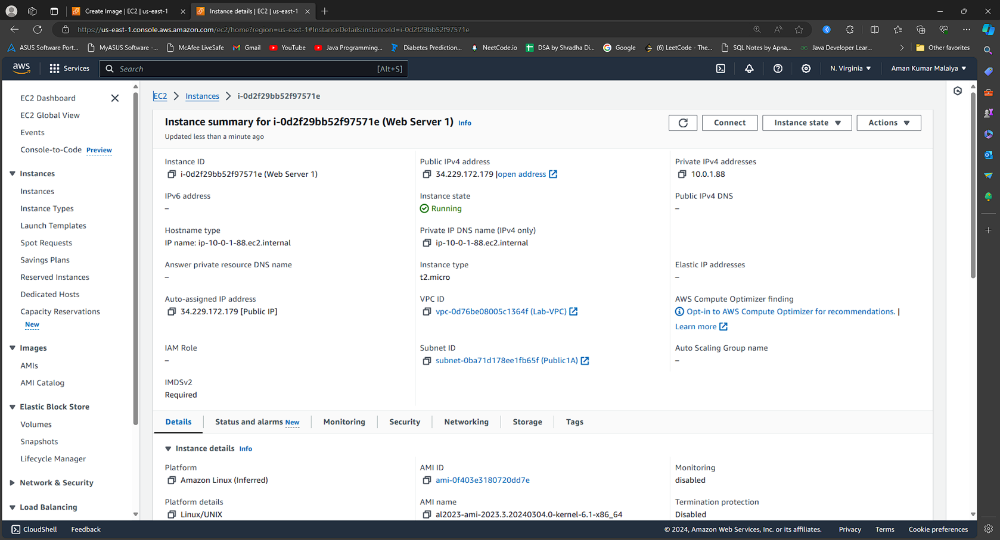 Create Image | EC2 | us-east-1
Instance details | EC2 | us-east-1
https://us-east-1.console.aws.amazon.com/ec2/home?region=us-east-1#InstanceDetails:instanceId=i-0d2f29bb52f97571e
ASUS Software Port... MyASUS Software -... McAfee LiveSafe Gmail YouTube Java Programming... Diabetes Prediction... NeetCode.io DSA by Shradha Di... Google (6) LeetCode - The... SQL Notes by Apna... Java Developer Lear... Other favorites
aws Services Search [Alt+S] N. Virginia Aman Kumar Malaiya
EC2 Dashboard
EC2 Global View
Events
Console-to-Code Preview
Instances
Instances
Instance Types
Launch Templates
Spot Requests
Savings Plans
Reserved Instances
Dedicated Hosts
Capacity Reservations
New
Images
AMIs
AMI Catalog
Elastic Block Store
Volumes
Snapshots
Lifecycle Manager
Network & Security
Load Balancing
EC2 Instances i-0d2f29bb52f97571e
Instance summary for i-0d2f29bb52f97571e (Web Server 1) Info
Updated less than a minute ago
Connect Instance state Actions
Instance ID
i-0d2f29bb52f97571e (Web Server 1)
Public IPv4 address
34.229.172.179 |open address
Private IPv4 addresses
10.0.1.88
IPv6 address
–
Instance state
Running
Public IPv4 DNS
–
Hostname type
IP name: ip-10-0-1-88.ec2.internal
Private IP DNS name (IPv4 only)
ip-10-0-1-88.ec2.internal
Answer private resource DNS name
–
Instance type
t2.micro
Elastic IP addresses
–
Auto-assigned IP address
34.229.172.179 [Public IP]
VPC ID
vpc-0d76be08005c1364f (Lab-VPC)
AWS Compute Optimizer finding
Opt-in to AWS Compute Optimizer for recommendations. |
Learn more
IAM Role
–
Subnet ID
subnet-0ba71d178ee1fb65f (Public1A)
Auto Scaling Group name
–
IMDSv2
Required
Details Status and alarms New Monitoring Security Networking Storage Tags
Instance details Info
Platform
Amazon Linux (Inferred)
AMI ID
ami-0f403e3180720dd7e
Monitoring
disabled
Platform details
Linux/UNIX
AMI name
al2023-ami-2023.3.20240304.0-kernel-6.1-x86_64
Termination protection
Disabled
CloudShell Feedback © 2024, Amazon Web Services, Inc. or its affiliates. Privacy Terms Cookie preferences